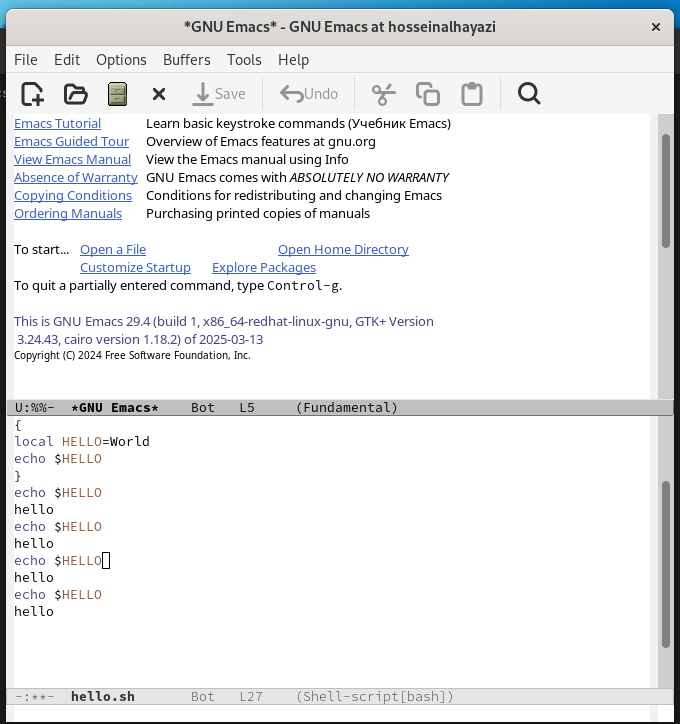 *GNU Emacs* - GNU Emacs at hosseinalhayazi
File Edit Options Buffers Tools Help
Save Undo
Emacs Tutorial Learn basic keystroke commands (Учебник Emacs)
Emacs Guided Tour Overview of Emacs features at gnu.org
View Emacs Manual View the Emacs manual using Info
Absence of Warranty GNU Emacs comes with ABSOLUTELY NO WARRANTY
Copying Conditions Conditions for redistributing and changing Emacs
Ordering Manuals Purchasing printed copies of manuals
To start... Open a File Open Home Directory
Customize Startup Explore Packages
To quit a partially entered command, type Control-g.
This is GNU Emacs 29.4 (build 1, x86_64-redhat-linux-gnu, GTK+ Version
3.24.43, cairo version 1.18.2) of 2025-03-13
Copyright (C) 2024 Free Software Foundation, Inc.
U:%%- *GNU Emacs* Bot L5 (Fundamental)
{
local HELLO=World
echo $HELLO
}
echo $HELLO
hello
echo $HELLO
hello
echo $HELLO
hello
echo $HELLO
hello
-:**- hello.sh Bot L27 (Shell-script[bash])